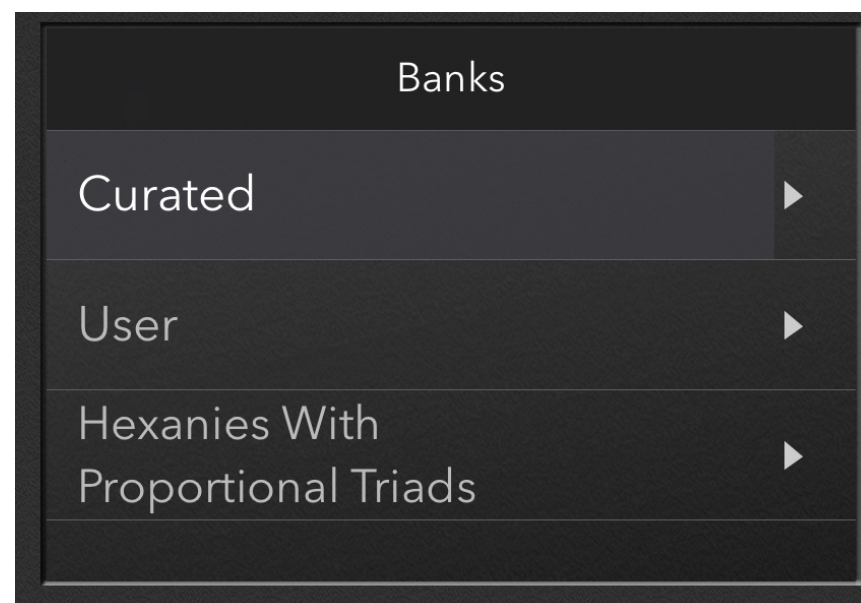 Banks
Curated
User
Hexanies With
Proportional Triads